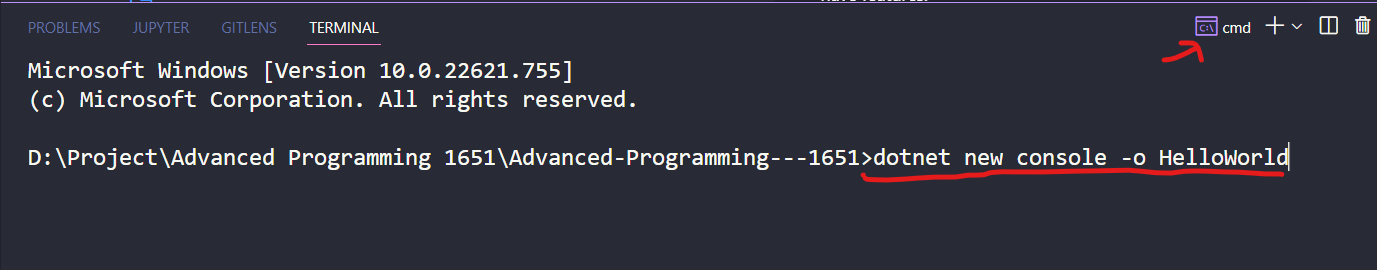 PROBLEMS JUPYTER GITLENS TERMINAL cmd
Microsoft Windows [Version 10.0.22621.755]
(c) Microsoft Corporation. All rights reserved.
D:\Project\Advanced Programming 1651\Advanced-Programming---1651>dotnet new console -o HelloWorld